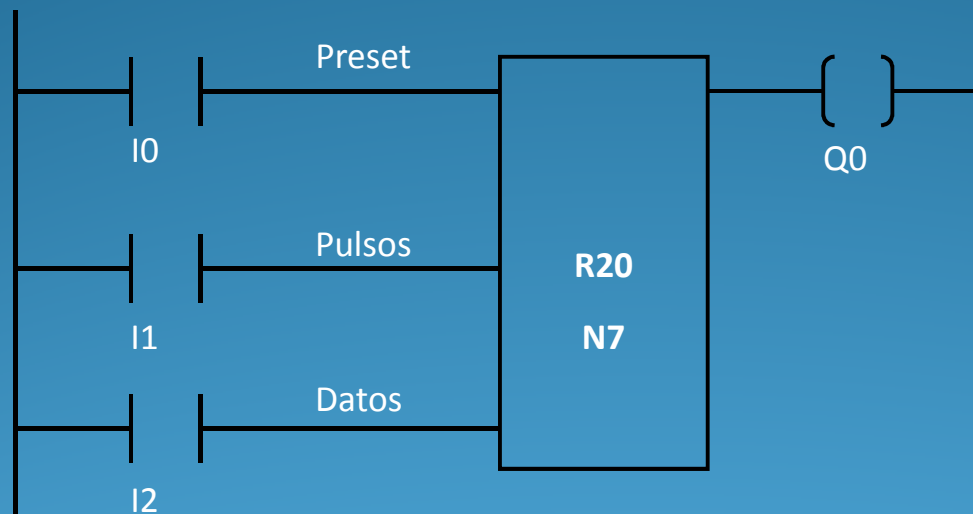 Preset
I0
Q0
Pulsos
R20
I1
N7
Datos
I2